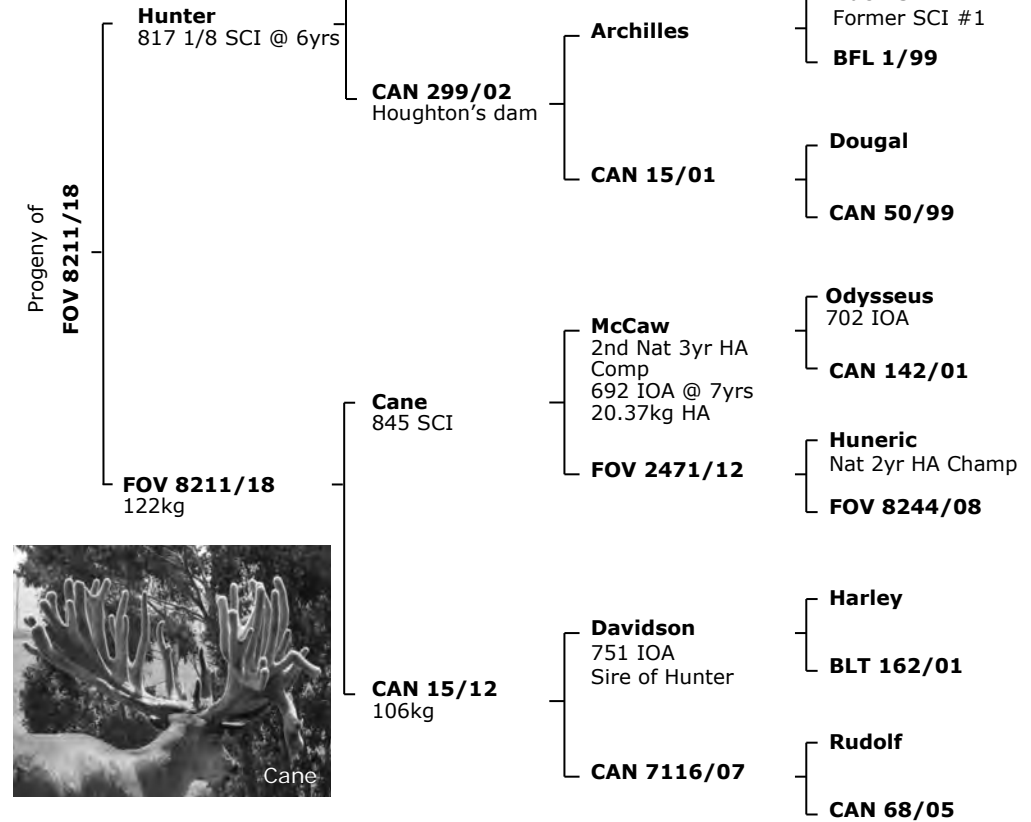 Hunter
817 1/8 SCI @ 6yrs
CAN 299/02
Houghton's dam
Archilles
Former SCI #1
BFL 1/99
CAN 15/01
Dougal
CAN 50/99
Progeny of
FOV 8211/18
FOV 8211/18
122kg
Cane
845 SCI
McCaw
2nd Nat 3yr HA
Comp
692 IOA @ 7yrs
20.37kg HA
Odysseus
702 IOA
CAN 142/01
FOV 2471/12
Huneric
Nat 2yr HA Champ
FOV 8244/08
CAN 15/12
106kg
Davidson
751 IOA
Sire of Hunter
Harley
BLT 162/01
CAN 7116/07
Rudolf
CAN 68/05
Cane